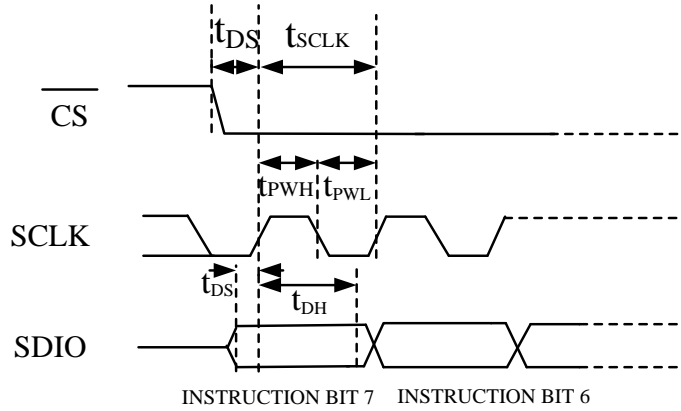 tDS tSCLK
CS
tPWH tPWL
SCLK
tDS
tDH
SDIO
INSTRUCTION BIT 7 INSTRUCTION BIT 6